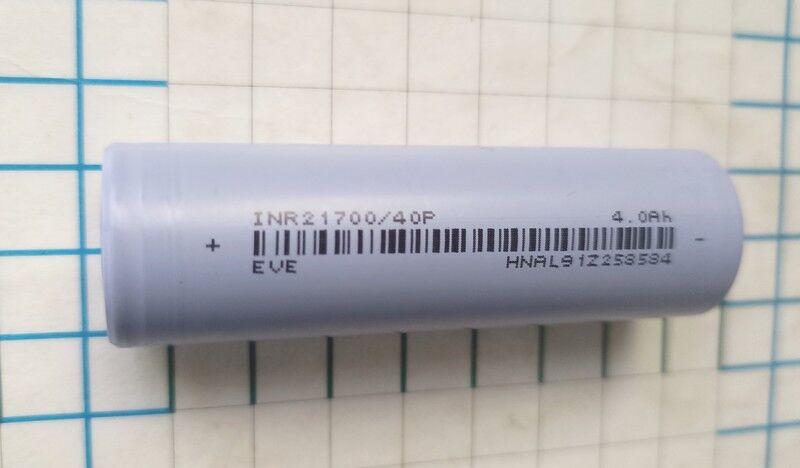 INR21700/40P 4.0Ah
+ -
EVE HNAL91Z258584